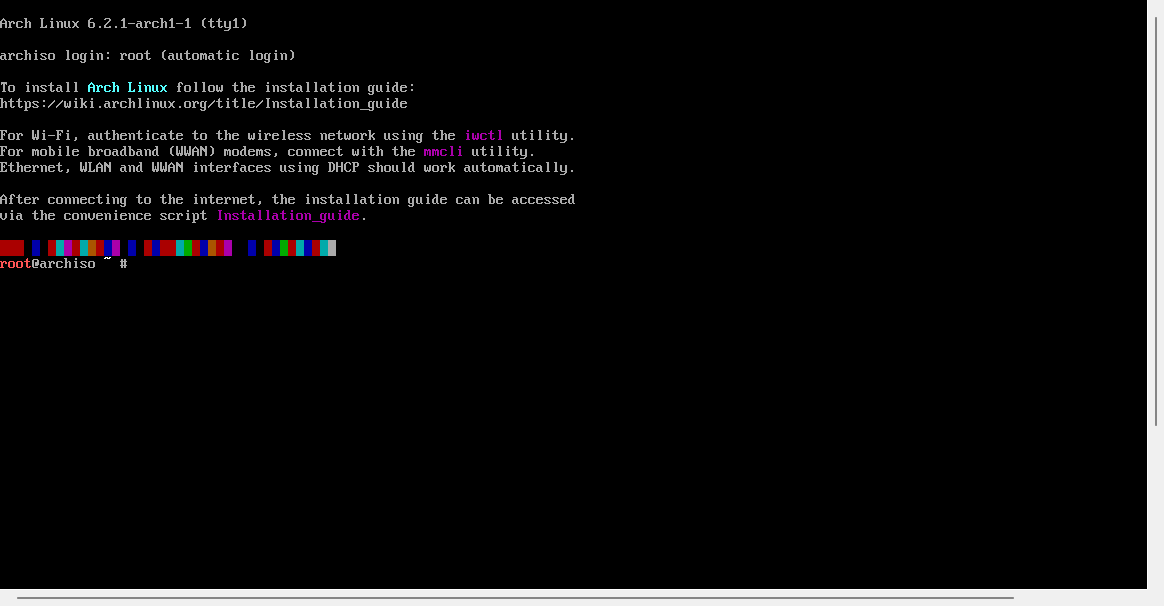 Arch Linux 6.2.1-arch1-1 (tty1)
archiso login: root (automatic login)
To install Arch Linux follow the installation guide:
https://wiki.archlinux.org/title/Installation_guide
For Wi-Fi, authenticate to the wireless network using the iwctl utility.
For mobile broadband (WWAN) modems, connect with the mmcli utility.
Ethernet, WLAN and WWAN interfaces using DHCP should work automatically.
After connecting to the internet, the installation guide can be accessed
via the convenience script Installation_guide.
root@archiso ~ #